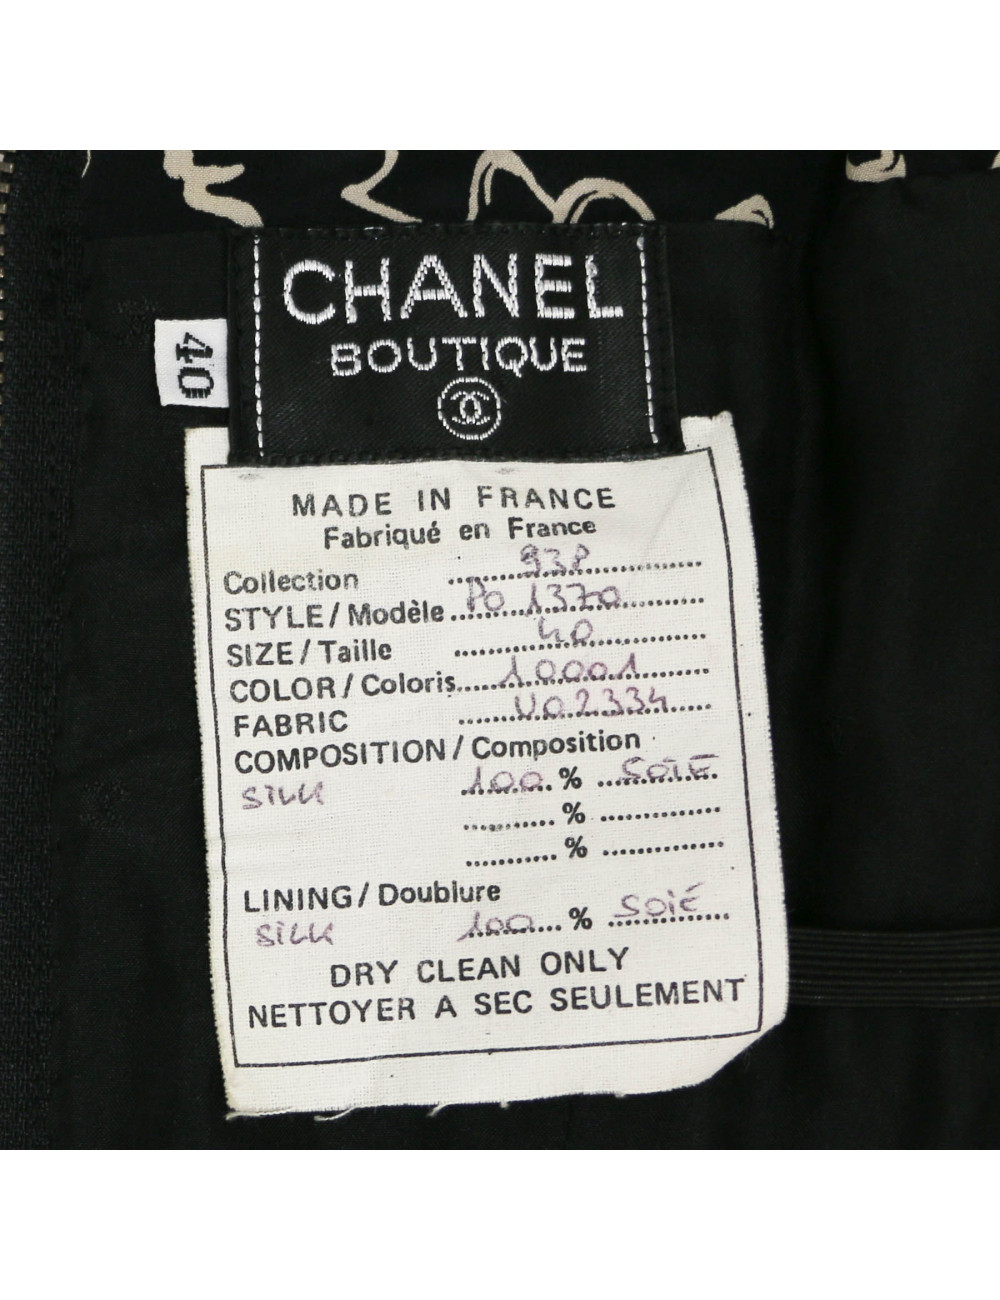 CHANEL
BOUTIQUE
40
MADE IN FRANCE
Fabriqué en France
Collection 93P
STYLE / Modèle P0 1370
SIZE / Taille 40
COLOR / Coloris 10001
FABRIC V02334
COMPOSITION / Composition
SILK 100 % SOIE
%
%
LINING / Doublure
SILK 100 % SOIÉ
DRY CLEAN ONLY
NETTOYER A SEC SEULEMENT